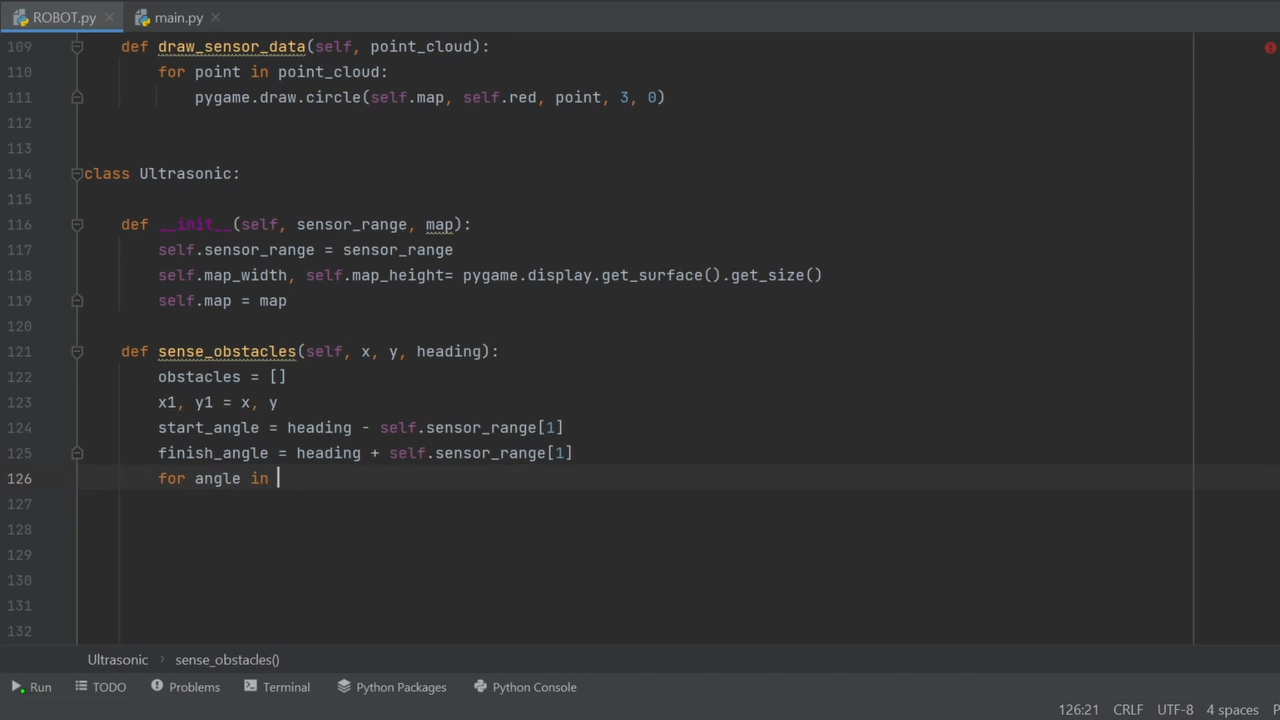 ROBOT.py main.py
109 def draw_sensor_data(self, point_cloud):
110 for point in point_cloud:
111 pygame.draw.circle(self.map, self.red, point, 3, 0)
112
113
114 class Ultrasonic:
115
116 def __init__(self, sensor_range, map):
117 self.sensor_range = sensor_range
118 self.map_width, self.map_height= pygame.display.get_surface().get_size()
119 self.map = map
120
121 def sense_obstacles(self, x, y, heading):
122 obstacles = []
123 x1, y1 = x, y
124 start_angle = heading - self.sensor_range[1]
125 finish_angle = heading + self.sensor_range[1]
126 for angle in
127
128
129
130
131
132
Ultrasonic › sense_obstacles()
Run TODO Problems Terminal Python Packages Python Console
126:21 CRLF UTF-8 4 spaces P